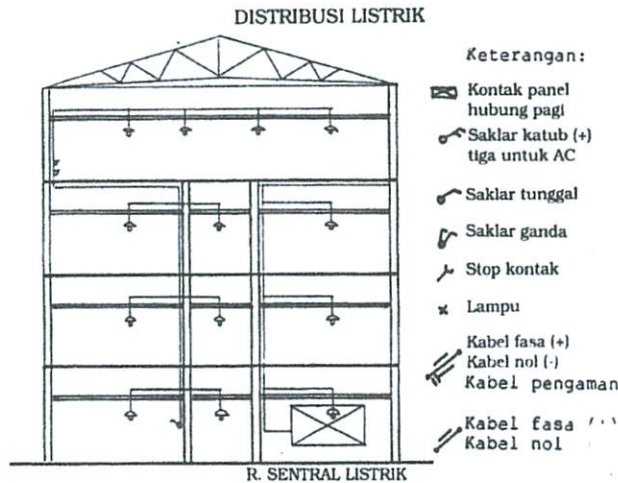 DISTRIBUSI LISTRIK
Keterangan:
Kontak panel
hubung pagi
Saklar katub (+)
tiga untuk AC
Saklar tunggal
Saklar ganda
Stop kontak
Lampu
Kabel fasa (+)
Kabel nol (-)
Kabel pengaman
Kabel fasa
Kabel nol
R. SENTRAL LISTRIK